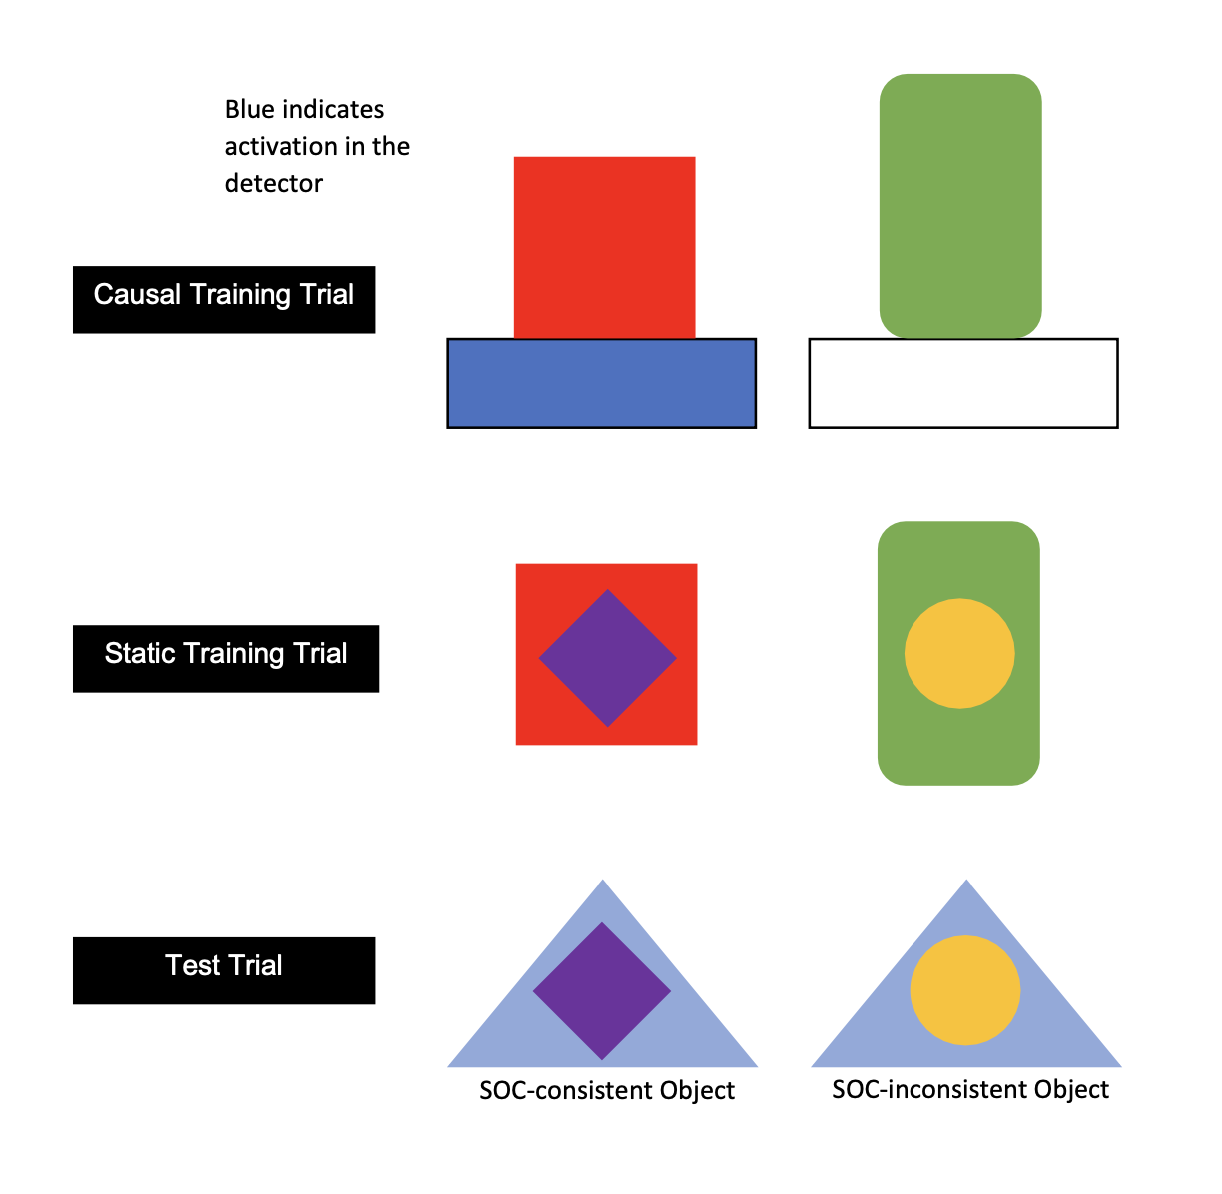 Blue indicates
activation in the
detector
Causal Training Trial
Static Training Trial
Test Trial
SOC-consistent Object
SOC-inconsistent Object